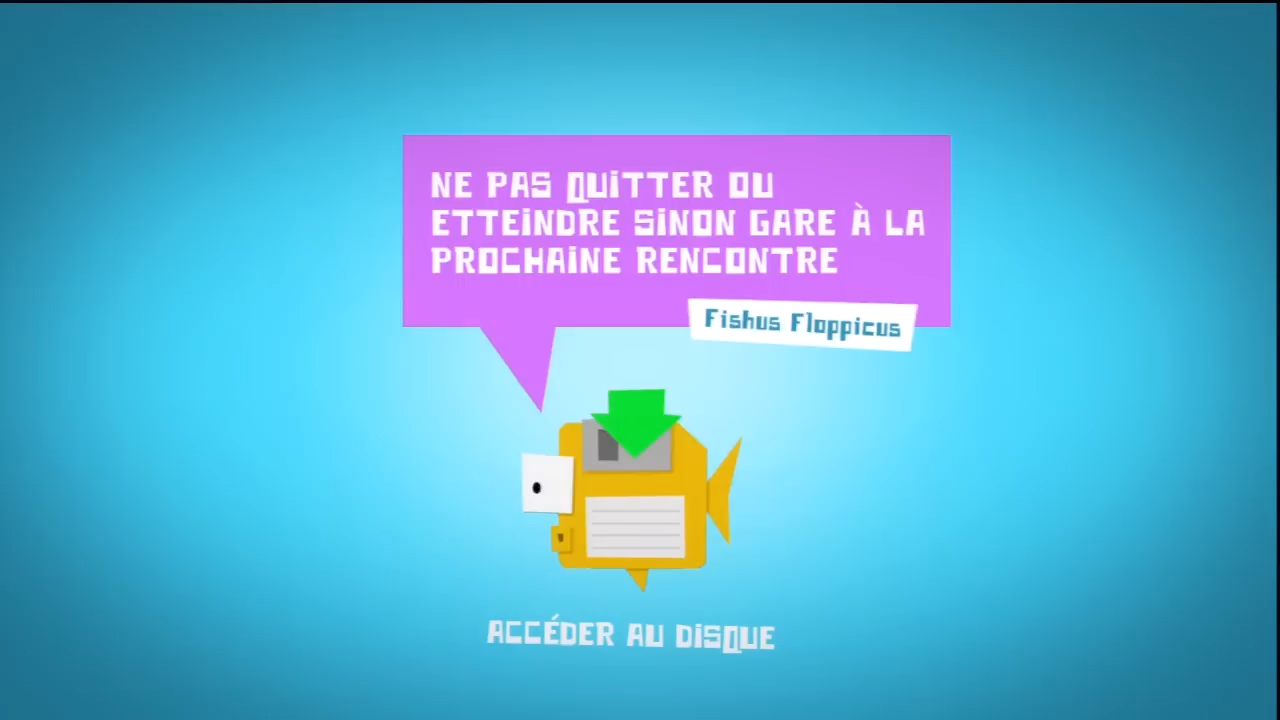 NE PAS QUITTER OU
ETTEINDRE SINON GARE À LA
PROCHAINE RENCONTRE
Fishus Floppicus
ACCÉDER AU DISQUE